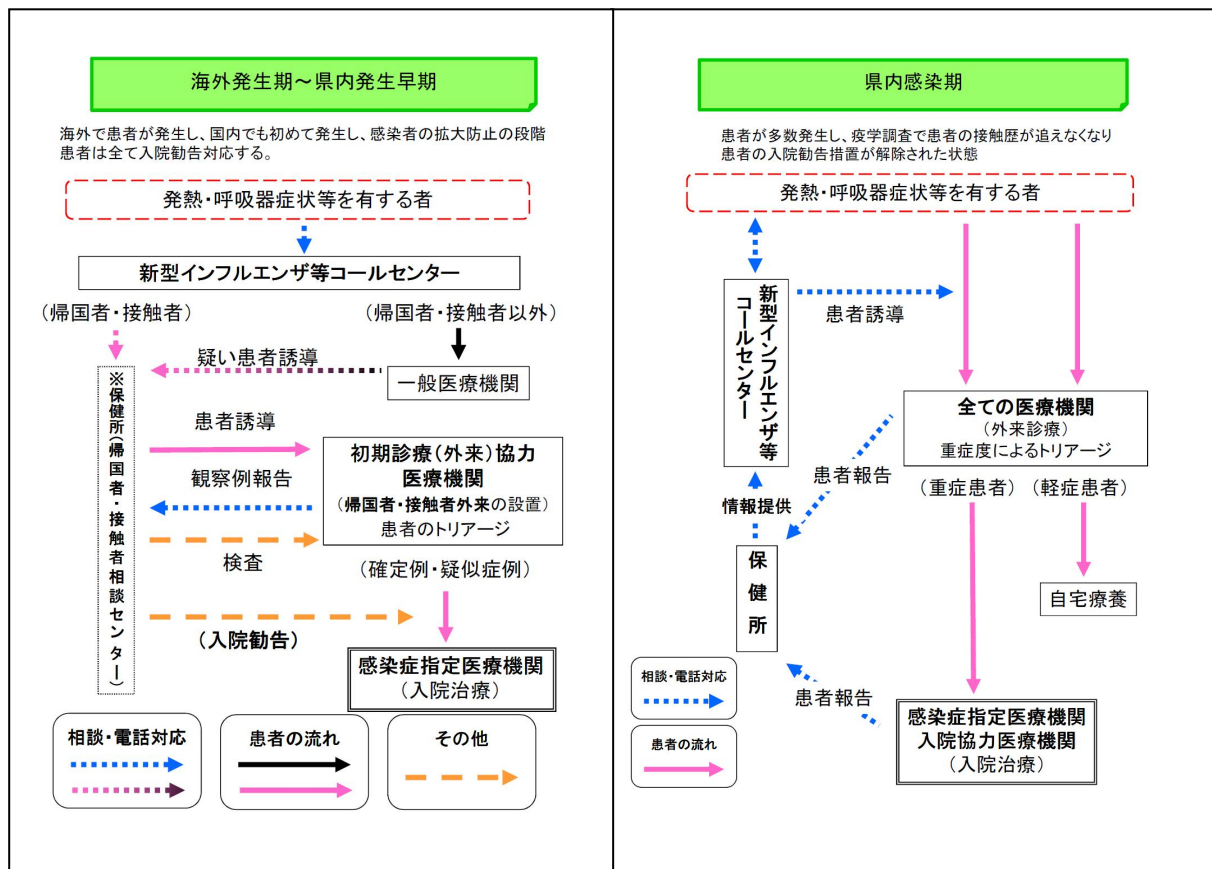 海外発生期～県内発生早期
海外で患者が発生し、国内でも初めて発生し、感染者の拡大防止の段階
患者は全て入院勧告対応する。
発熱・呼吸器症状等を有する者
新型インフルエンザ等コールセンター
（帰国者・接触者）
（帰国者・接触者以外）
疑い患者誘導
一般医療機関
※保健所（帰国者・接触者相談センター）
患者誘導
初期診療（外来）協力
医療機関
（帰国者・接触者外来の設置）
患者のトリアージ
観察例報告
検査
（確定例・疑似症例）
（入院勧告）
感染症指定医療機関
（入院治療）
相談・電話対応
患者の流れ
その他
県内感染期
患者が多数発生し、疫学調査で患者の接触歴が追えなくなり
患者の入院勧告措置が解除された状態
発熱・呼吸器症状等を有する者
新型インフルエンザ等
コールセンター
患者誘導
全ての医療機関
（外来診療）
重症度によるトリアージ
患者報告
（重症患者）
（軽症患者）
情報提供
保健所
自宅療養
相談・電話対応
患者報告
感染症指定医療機関
入院協力医療機関
（入院治療）
患者の流れ